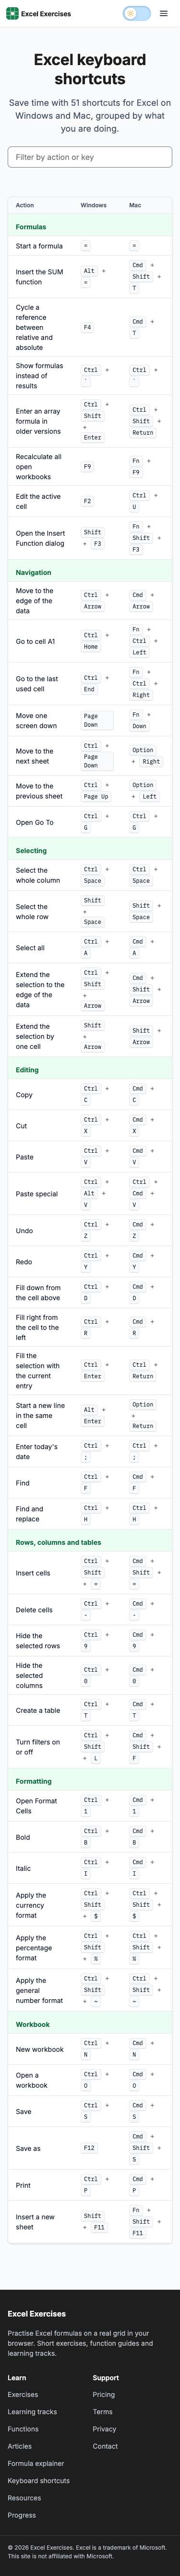 Excel Exercises
Excel keyboard
shortcuts
Save time with 51 shortcuts for Excel on
Windows and Mac, grouped by what
you are doing.
Filter by action or key
Action Windows Mac
Formulas
Start a formula = =
Insert the SUM function Alt + = Cmd + Shift + T
Cycle a reference between relative and absolute F4 Cmd + T
Show formulas instead of results Ctrl + ` Ctrl + `
Enter an array formula in older versions Ctrl + Shift + Enter Ctrl + Shift + Return
Recalculate all open workbooks F9 Fn + F9
Edit the active cell F2 Ctrl + U
Open the Insert Function dialog Shift + F3 Fn + Shift + F3
Navigation
Move to the edge of the data Ctrl + Arrow Cmd + Arrow
Go to cell A1 Ctrl + Home Fn + Ctrl + Left
Go to the last used cell Ctrl + End Fn + Ctrl + Right
Move one screen down Page Down Fn + Down
Move to the next sheet Ctrl + Page Down Option + Right
Move to the previous sheet Ctrl + Page Up Option + Left
Open Go To Ctrl + G Ctrl + G
Selecting
Select the whole column Ctrl + Space Ctrl + Space
Select the whole row Shift + Space Shift + Space
Select all Ctrl + A Cmd + A
Extend the selection to the edge of the data Ctrl + Shift + Arrow Cmd + Shift + Arrow
Extend the selection by one cell Shift + Arrow Shift + Arrow
Editing
Copy Ctrl + C Cmd + C
Cut Ctrl + X Cmd + X
Paste Ctrl + V Cmd + V
Paste special Ctrl + Alt + V Ctrl + Cmd + V
Undo Ctrl + Z Cmd + Z
Redo Ctrl + Y Cmd + Y
Fill down from the cell above Ctrl + D Cmd + D
Fill right from the cell to the left Ctrl + R Cmd + R
Fill the selection with the current entry Ctrl + Enter Ctrl + Return
Start a new line in the same cell Alt + Enter Option + Return
Enter today's date Ctrl + ; Ctrl + ;
Find Ctrl + F Cmd + F
Find and replace Ctrl + H Ctrl + H
Rows, columns and tables
Insert cells Ctrl + Shift + = Cmd + Shift + =
Delete cells Ctrl + - Cmd + -
Hide the selected rows Ctrl + 9 Cmd + 9
Hide the selected columns Ctrl + 0 Cmd + 0
Create a table Ctrl + T Cmd + T
Turn filters on or off Ctrl + Shift + L Cmd + Shift + F
Formatting
Open Format Cells Ctrl + 1 Cmd + 1
Bold Ctrl + B Cmd + B
Italic Ctrl + I Cmd + I
Apply the currency format Ctrl + Shift + $ Ctrl + Shift + $
Apply the percentage format Ctrl + Shift + % Ctrl + Shift + %
Apply the general number format Ctrl + Shift + ~ Ctrl + Shift + ~
Workbook
New workbook Ctrl + N Cmd + N
Open a workbook Ctrl + O Cmd + O
Save Ctrl + S Cmd + S
Save as F12 Cmd + Shift + S
Print Ctrl + P Cmd + P
Insert a new sheet Shift + F11 Fn + Shift + F11
Excel Exercises
Practise Excel formulas on a real grid in your
browser. Short exercises, function guides and
learning tracks.
Learn Support
Exercises Pricing
Learning tracks Terms
Functions Privacy
Articles Contact
Formula explainer
Keyboard shortcuts
Resources
Progress
© 2026 Excel Exercises. Excel is a trademark of Microsoft.
This site is not affiliated with Microsoft.